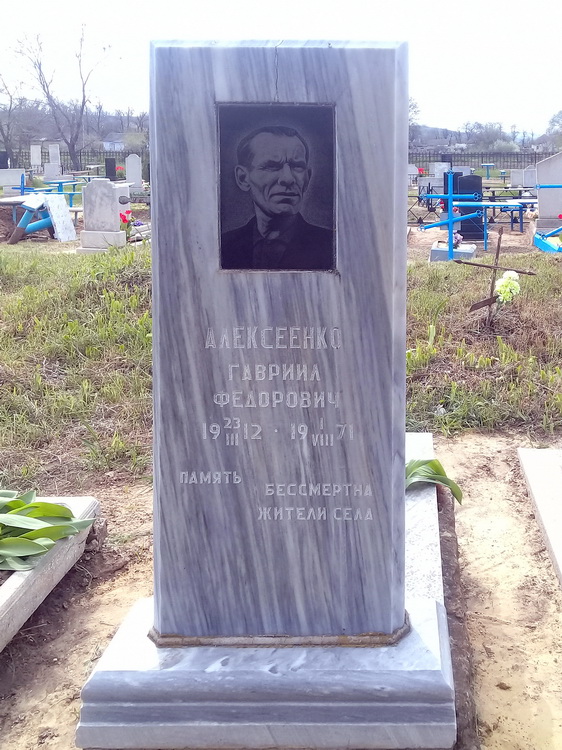 АЛЕКСЕЕНКО
ГАВРИИЛ
ФЕДОРОВИЧ
19 23/III 12 · 19 I/VIII 71
ПАМЯТЬ БЕССМЕРТНА
ЖИТЕЛИ СЕЛА